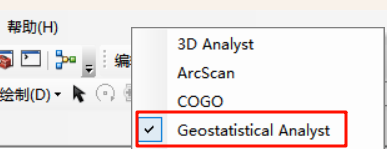 帮助(H)
编
绘制(D)
3D Analyst
ArcScan
COGO
Geostatistical Analyst